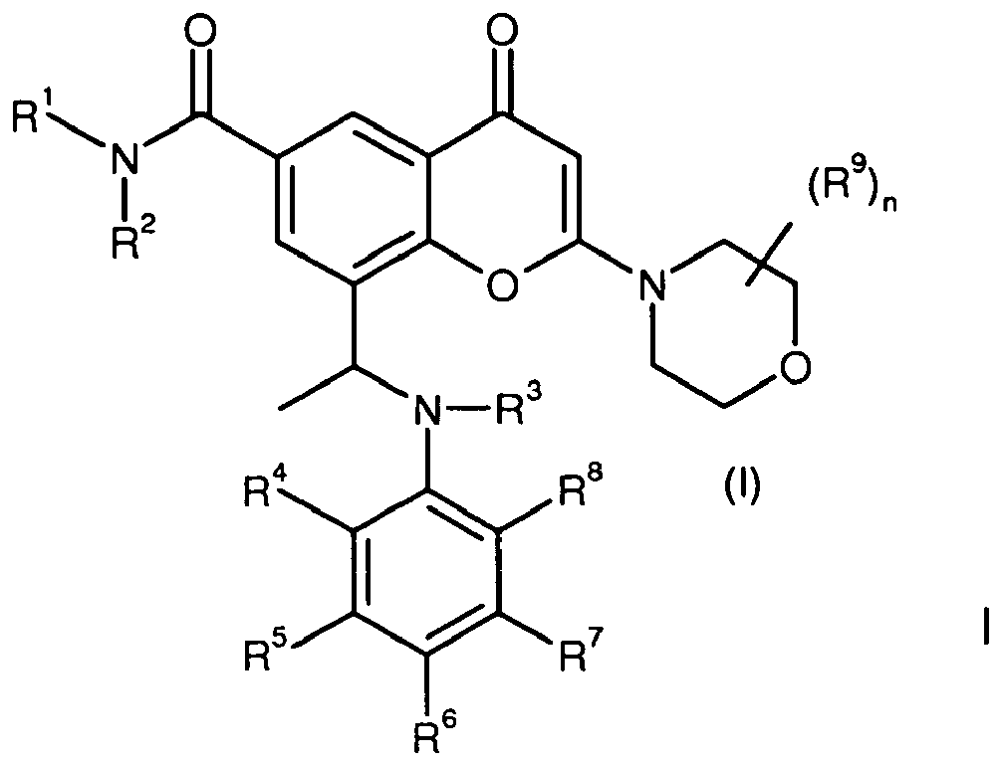 O O
R¹
N
R²
(R⁹)n
O
N
O
N—R³
R⁴ R⁸
(I)
R⁵ R⁷
I
R⁶